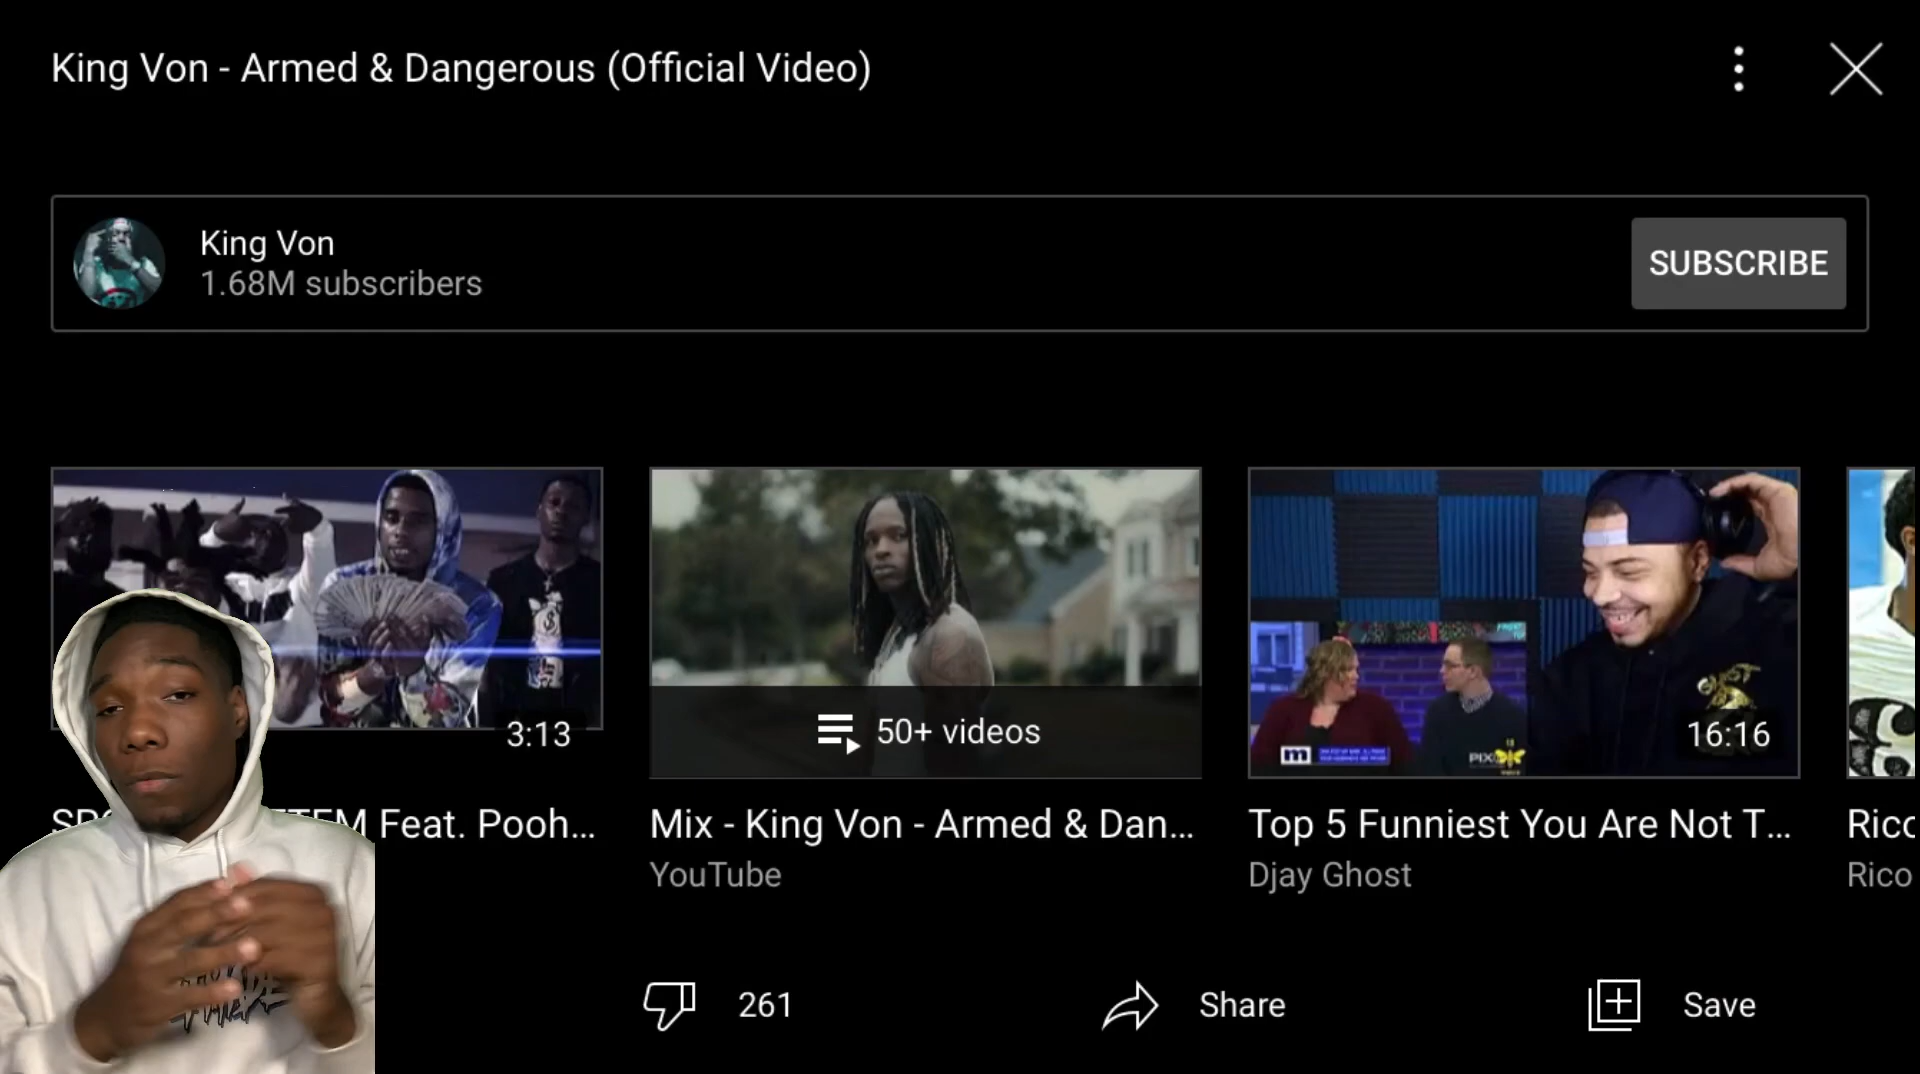 King Von - Armed & Dangerous (Official Video)
King Von
1.68M subscribers
SUBSCRIBE
3:13
50+ videos
16:16
Feat. Pooh...
Mix - King Von - Armed & Dan...
Top 5 Funniest You Are Not T...
Rico
YouTube
Djay Ghost
Rico
261
Share
Save